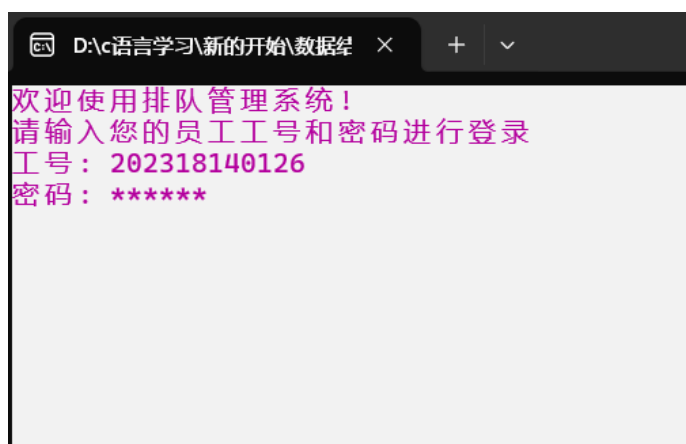 D:\c语言学习\新的开始\数据结
欢迎使用排队管理系统!
请输入您的员工工号和密码进行登录
工号: 202318140126
密码: ******